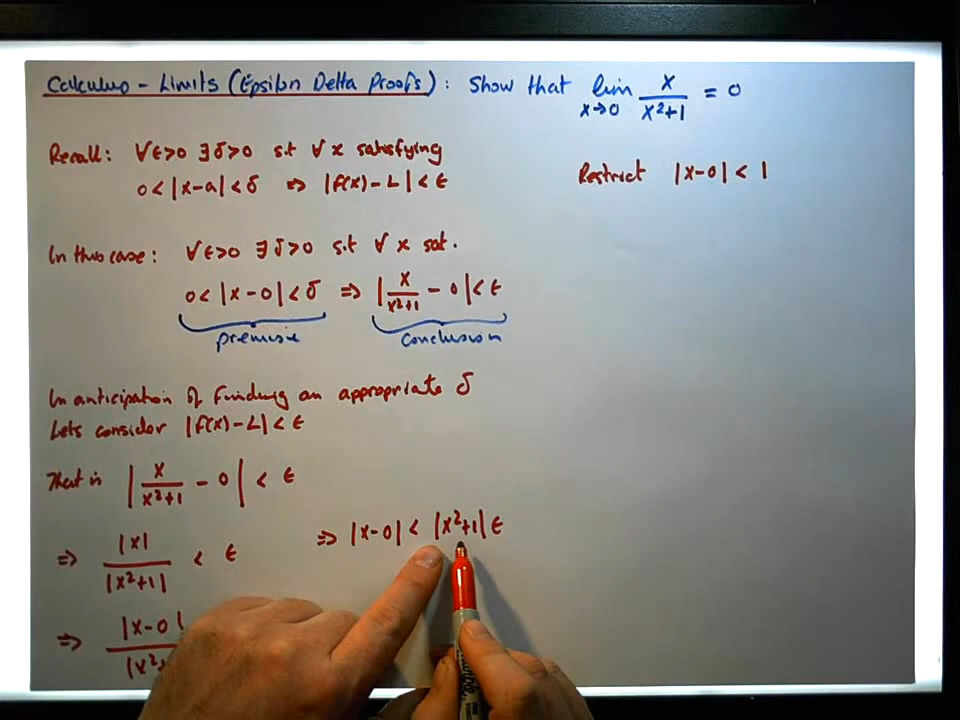 Calculus - Limits (Epsilon Delta Proofs): Show that lim x→0 x/x²+1 = 0
Recall: ∀ε>0 ∃δ>0 s.t ∀ x satisfying
0<|x-a|<δ ⇒ |f(x)-L|<ε
Restrict |x-0| < 1
In this case: ∀ε>0 ∃δ>0 s.t ∀ x sat.
0<|x-0|<δ ⇒ |x/x²+1 - 0|<ε
premise conclusion
In anticipation of finding an appropriate δ
Lets consider |f(x)-L|<ε
That is |x/x²+1 - 0| < ε
⇒ |x|/|x²+1| < ε
⇒ |x-0| < |x²+1| ε
⇒ |x-0|/|x²+